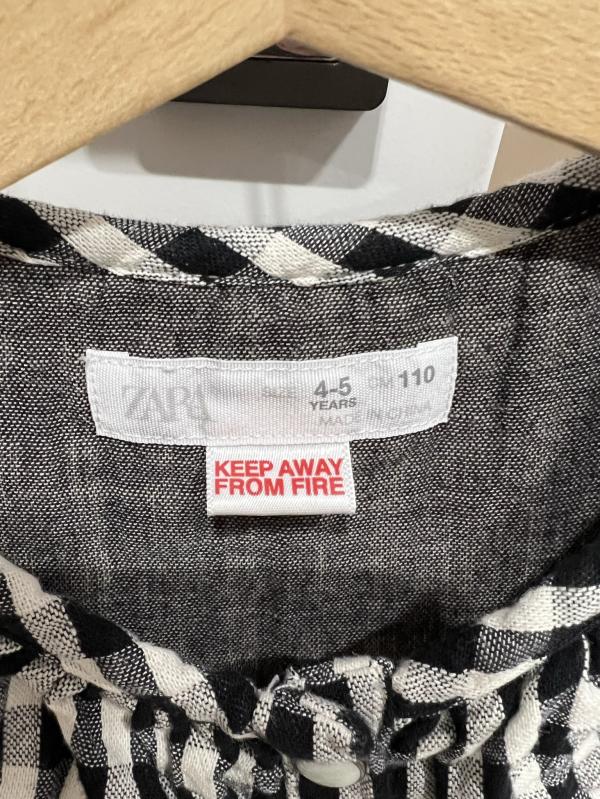 ZARA SIZE 4-5 CM 110
YEARS
MADE IN CHINA
KEEP AWAY
FROM FIRE